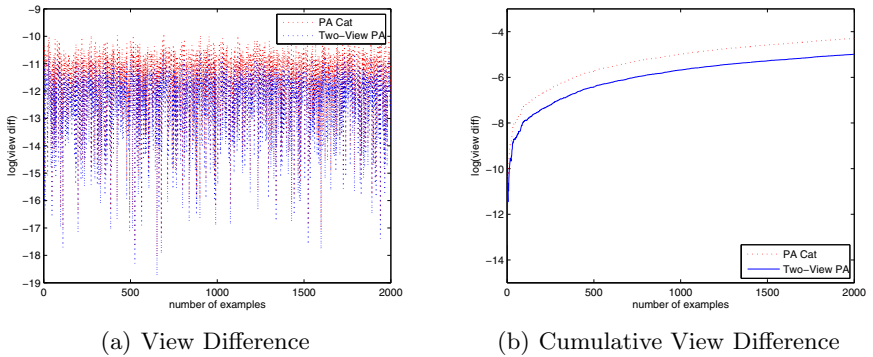 -9
-10
-11
-12
-13
-14
-15
-16
-17
-18
-19
log(view diff)
PA Cat
Two-View PA
0
500
1000
1500
2000
number of examples
(a) View Difference
-4
-6
-8
-10
-12
-14
log(view diff)
PA Cat
Two-View PA
0
500
1000
1500
2000
number of examples
(b) Cumulative View Difference